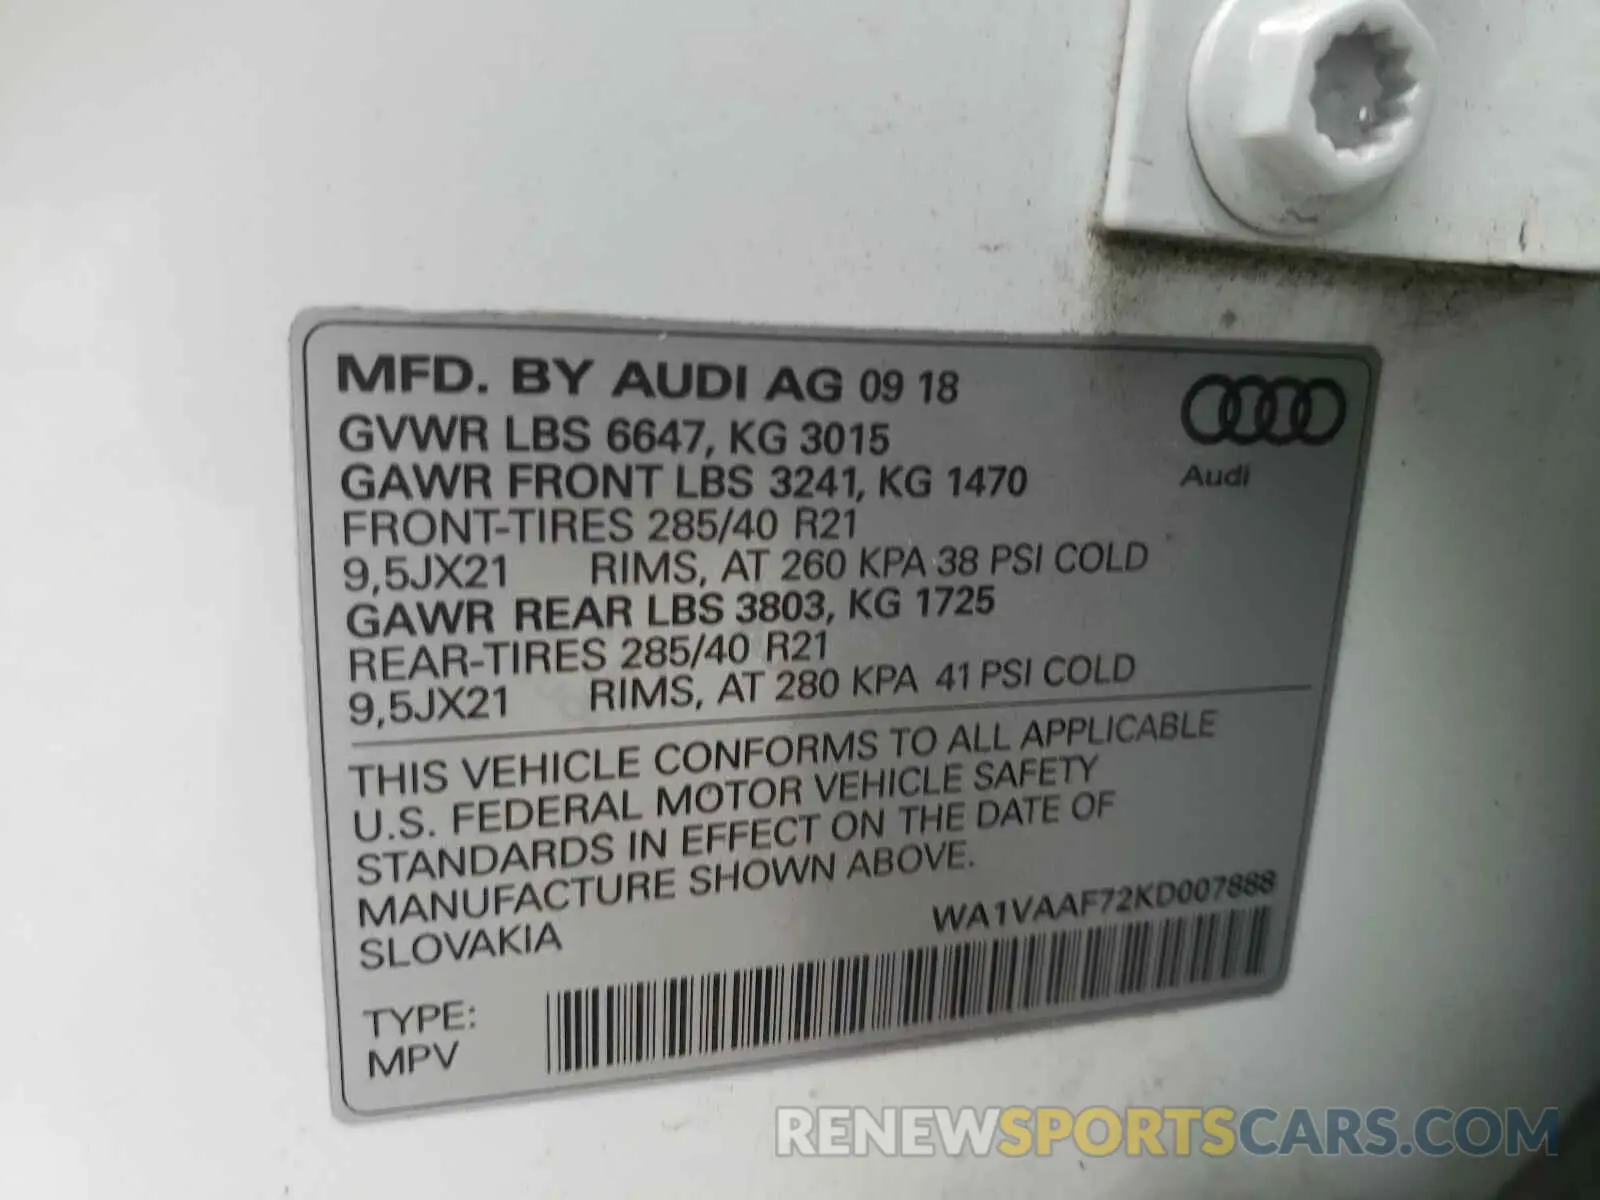 MFD. BY AUDI AG 09 18
GVWR LBS 6647, KG 3015
GAWR FRONT LBS 3241, KG 1470
FRONT-TIRES 285/40 R21
9,5JX21 RIMS, AT 260 KPA 38 PSI COLD
GAWR REAR LBS 3803, KG 1725
REAR-TIRES 285/40 R21
9,5JX21 RIMS, AT 280 KPA 41 PSI COLD
Audi
THIS VEHICLE CONFORMS TO ALL APPLICABLE
U.S. FEDERAL MOTOR VEHICLE SAFETY
STANDARDS IN EFFECT ON THE DATE OF
MANUFACTURE SHOWN ABOVE.
SLOVAKIA
WA1VAAF72KD007888
TYPE:
MPV
RENEWSPORTSCARS.COM